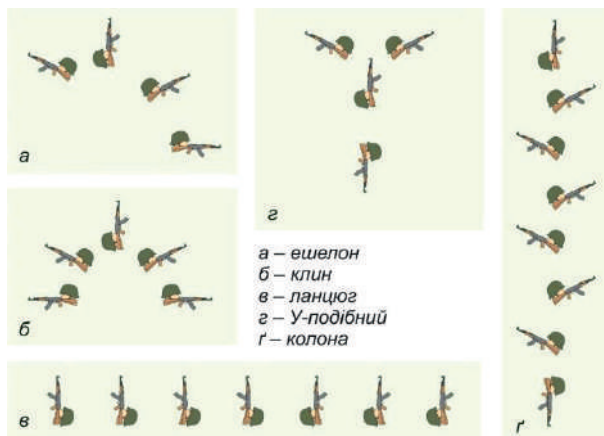 а
г
б
а – ешелон
б – клин
в – ланцюг
г – У-подібний
ґ – колона
в
ґ